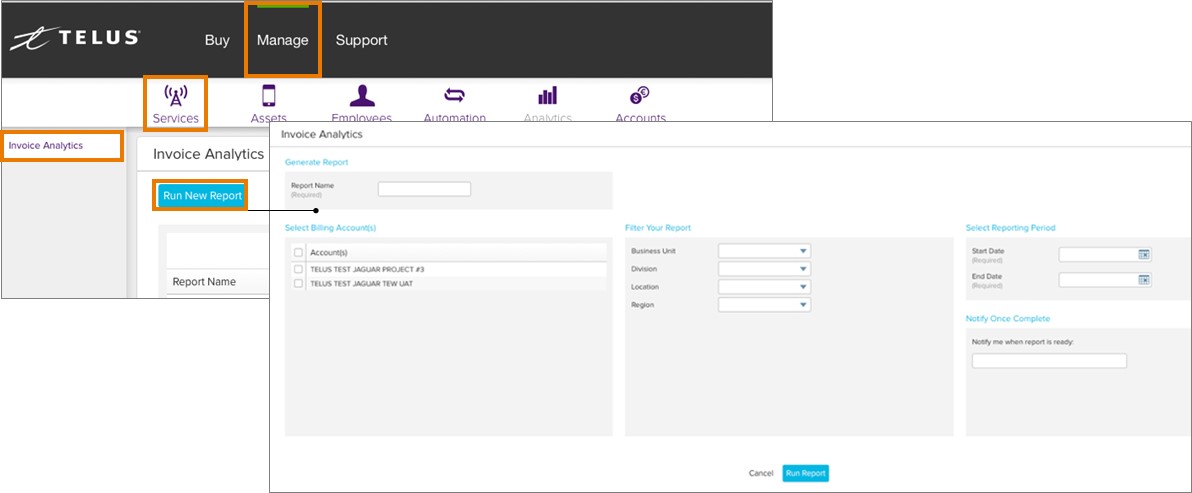 TELUS
Buy Manage Support
Services Assets Employees Automation Analytics Accounts
Invoice Analytics
Invoice Analytics
Run New Report
Report Name
Invoice Analytics
Generate Report
Report Name
(Required)
Select Billing Account(s)
Account(s)
TELUS TEST JAGUAR PROJECT #3
TELUS TEST JAGUAR TEW UAT
Filter Your Report
Business Unit
Division
Location
Region
Select Reporting Period
Start Date
(Required)
End Date
(Required)
Notify Once Complete
Notify me when report is ready:
Cancel Run Report